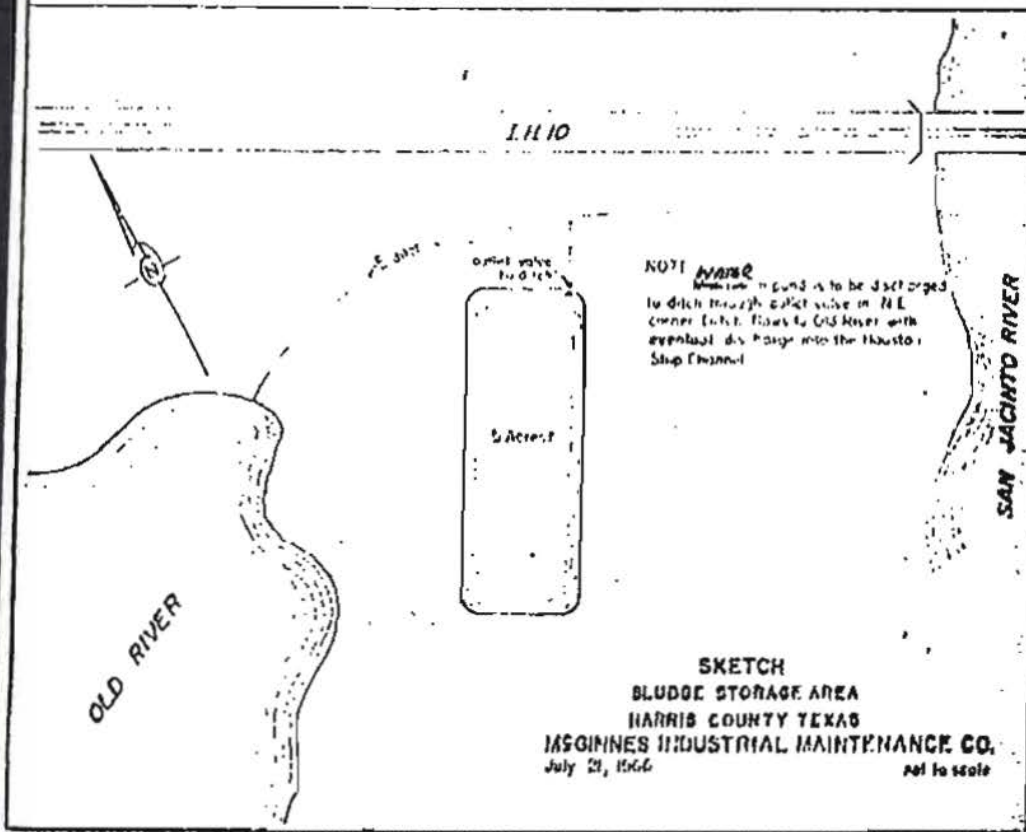 I.H.10
outlet valve
to ditch
NOTE WATER
in pond is to be discharged
to ditch through outlet valve in N.E.
corner Ditch flows to Old River with
eventual discharge into the Houston
Ship Channel
N
5 Acres±
SAN JACINTO RIVER
OLD RIVER
SKETCH
SLUDGE STORAGE AREA
HARRIS COUNTY TEXAS
MCGINNES INDUSTRIAL MAINTENANCE CO.
July 21, 1966
not to scale